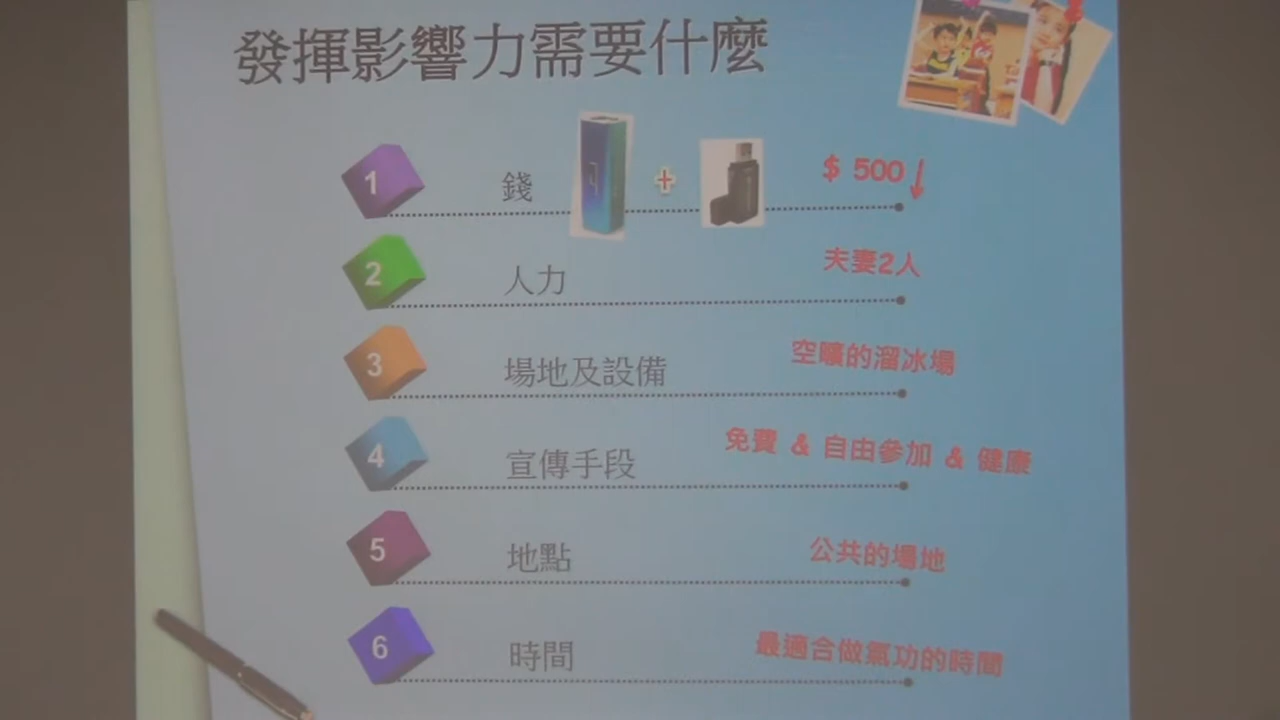 發揮影響力需要什麼
1 錢 + $ 500↓
2 人力 夫妻2人
3 場地及設備 空曠的溜冰場
4 宣傳手段 免費 & 自由參加 & 健康
5 地點 公共的場地
6 時間 最適合做氣功的時間